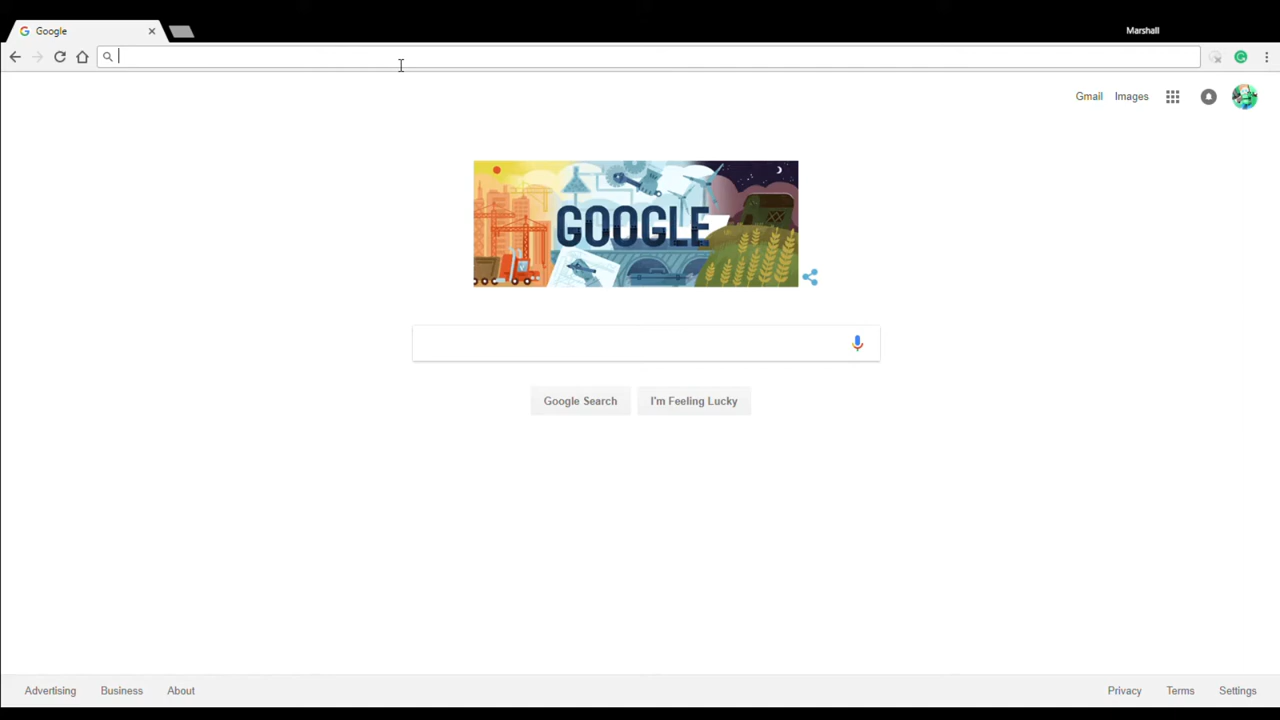 Google
Marshall
Gmail Images
GOOGLE
Google Search I'm Feeling Lucky
Advertising Business About Privacy Terms Settings